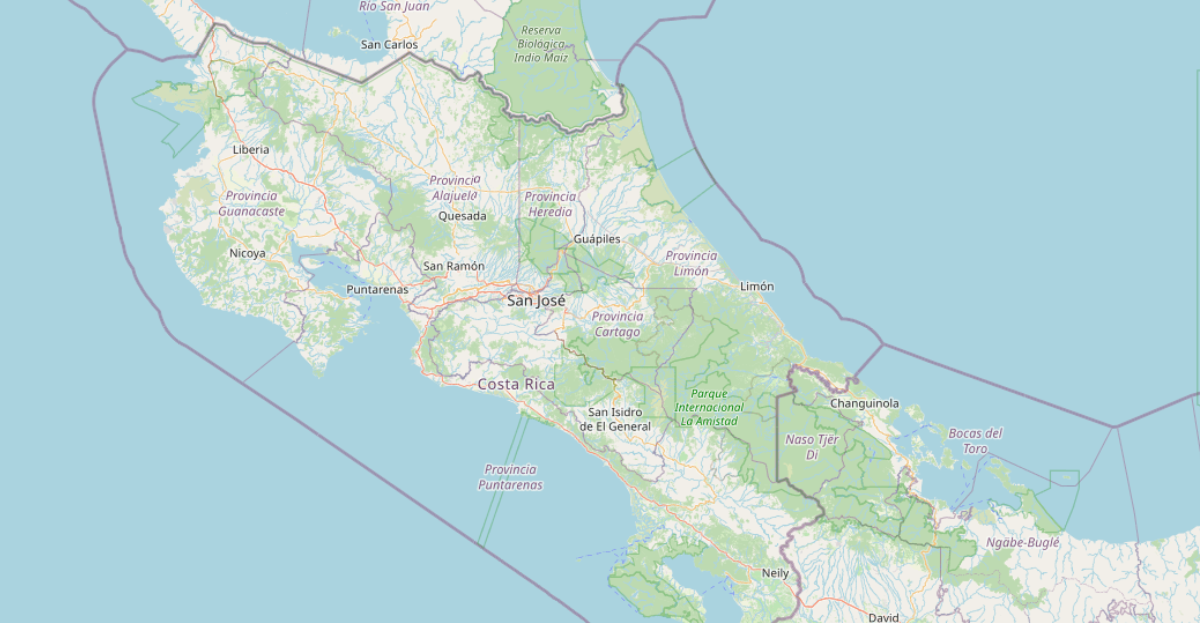 Río San Juan
San Carlos
Reserva
Biológica
Indio Maíz
Liberia
Provincia
Guanacaste
Provincia
Alajuela
Quesada
Provincia
Heredia
Guápiles
Nicoya
San Ramón
Provincia
Limón
Puntarenas
Limón
San José
Provincia
Cartago
Costa Rica
Parque
Internacional
La Amistad
Changuinola
San Isidro
de El General
Naso Tjër
Di
Bocas del
Toro
Provincia
Puntarenas
Ngäbe-Buglé
Neily
David